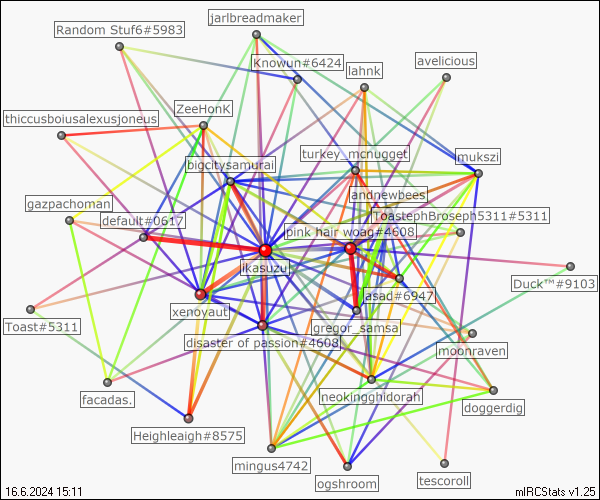 jarlbreadmaker
Random Stuf6#5983
Knowun#6424
avelicious
lahnk
ZeeHonK
thiccusboiusalexusjoneus
turkey_mcnugget
mukszi
bigcitysamurai
andnewbees
gazpachoman
default#0617
ToastephBroseph5311#5311
pink hair woag#4608
ikasuzu
Duck™#9103
asad#6947
xenoyaut
gregor_samsa
Toast#5311
disaster of passion#4608
moonraven
facadas.
neokingghidorah
doggerdig
Heighleaigh#8575
mingus4742
ogshroom
tescoroll
16.6.2024 15:11
mIRCStats v1.25